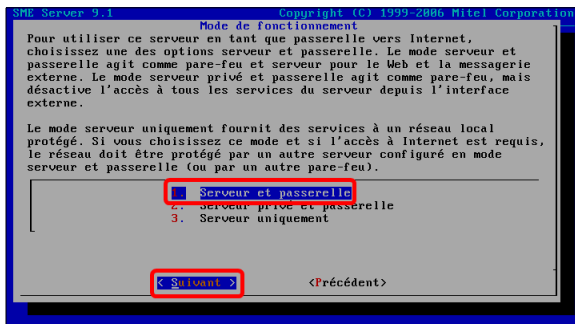 SME Server 9.1 Copyright (C) 1999-2006 Mitel Corporation
Mode de fonctionnement
Pour utiliser ce serveur en tant que passerelle vers Internet,
choisissez une des options serveur et passerelle. Le mode serveur et
passerelle agit comme pare-feu et serveur pour le Web et la messagerie
externe. Le mode serveur privé et passerelle agit comme pare-feu, mais
désactive l'accès à tous les services du serveur depuis l'interface
externe.
Le mode serveur uniquement fournit des services à un réseau local
protégé. Si vous choisissez ce mode et si l'accès à Internet est requis,
le réseau doit être protégé par un autre serveur configuré en mode
serveur et passerelle (ou par un autre pare-feu).
1. Serveur et passerelle
2. Serveur privé et passerelle
3. Serveur uniquement
< Suivant > <Précédent>